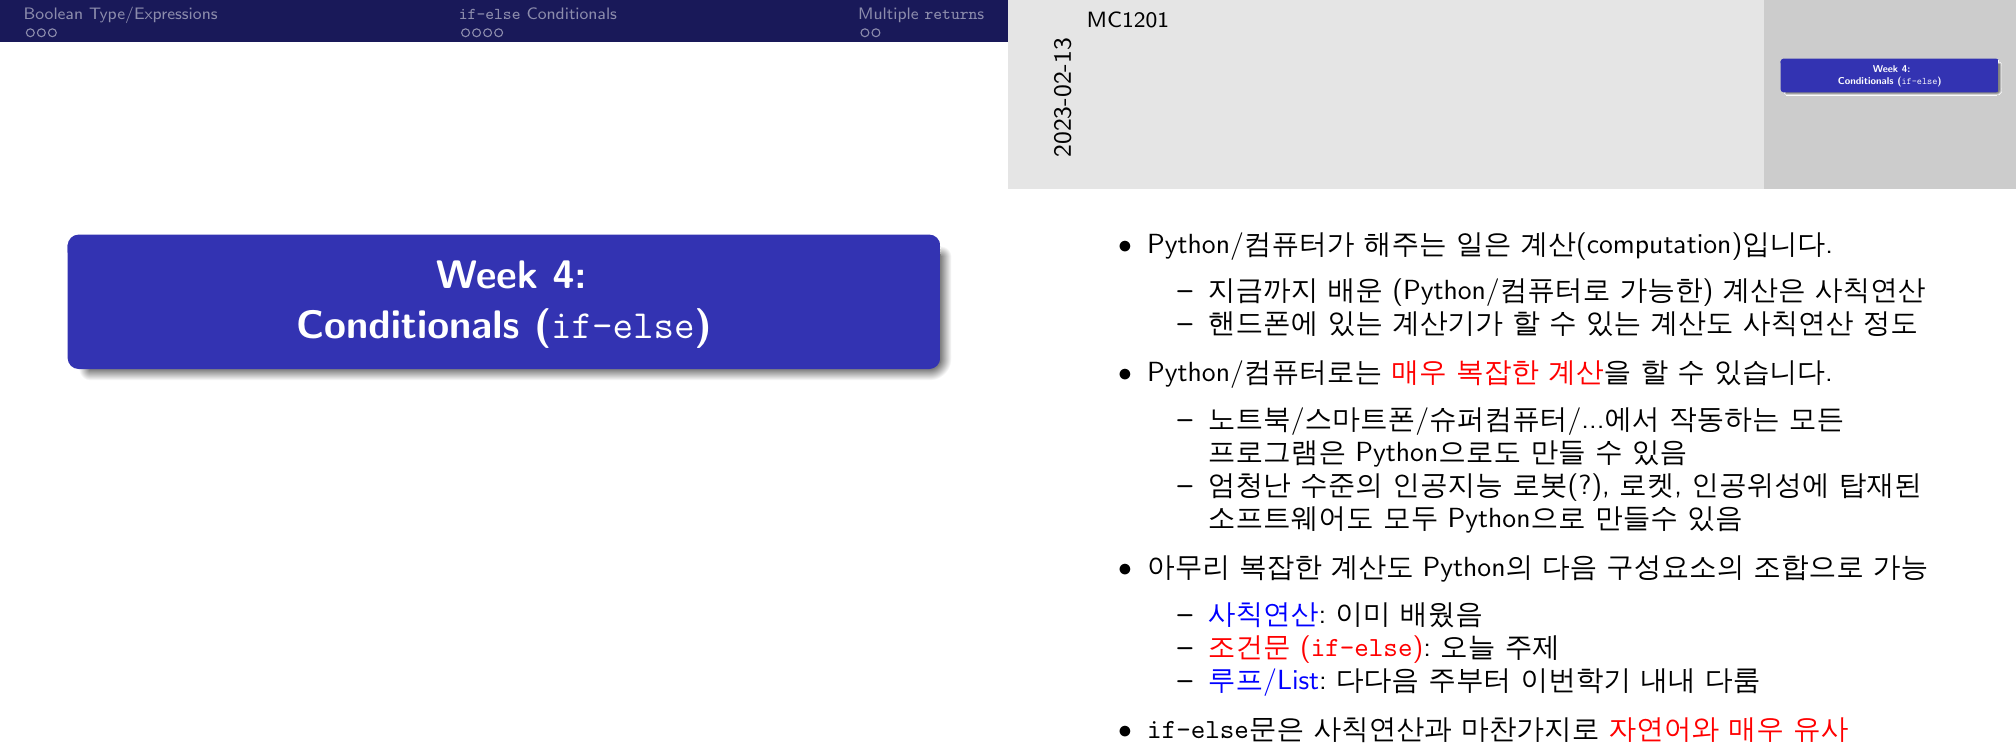 Boolean Type/Expressions
if-else Conditionals
Multiple returns
Week 4:
Conditionals (if-else)
MC1201
2023-02-13
Week 4:
Conditionals (if-else)
• Python/컴퓨터가 해주는 일은 계산(computation)입니다.
– 지금까지 배운 (Python/컴퓨터로 가능한) 계산은 사칙연산
– 핸드폰에 있는 계산기가 할 수 있는 계산도 사칙연산 정도
• Python/컴퓨터로는 매우 복잡한 계산을 할 수 있습니다.
– 노트북/스마트폰/슈퍼컴퓨터/...에서 작동하는 모든
프로그램은 Python으로도 만들 수 있음
– 엄청난 수준의 인공지능 로봇(?), 로켓, 인공위성에 탑재된
소프트웨어도 모두 Python으로 만들수 있음
• 아무리 복잡한 계산도 Python의 다음 구성요소의 조합으로 가능
– 사칙연산: 이미 배웠음
– 조건문 (if-else): 오늘 주제
– 루프/List: 다다음 주부터 이번학기 내내 다룸
• if-else문은 사칙연산과 마찬가지로 자연어와 매우 유사